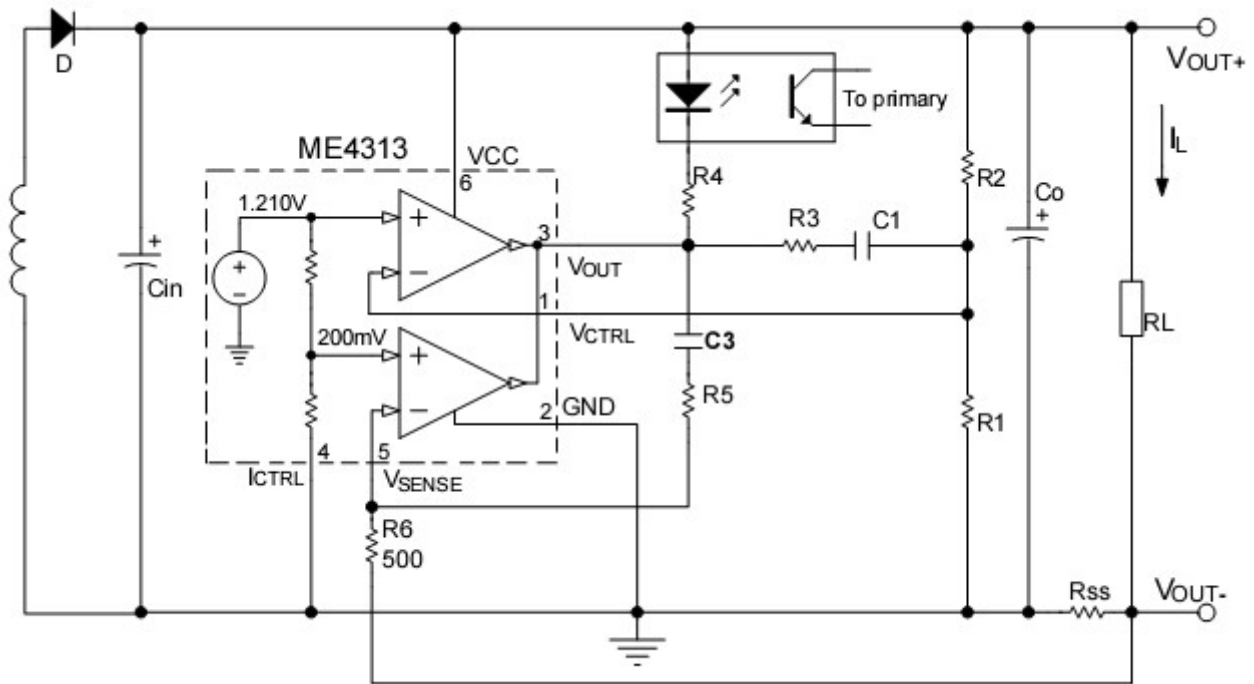 D
VOUT+
To primary
IL
ME4313
VCC
6
R4
R2
1.210V
+
R3
C1
Co
+
+
Cin
+
−
−
3
VOUT
1
VCTRL
RL
200mV
+
C3
−
R5
2
GND
R1
4
5
ICTRL
VSENSE
R6
500
Rss
VOUT-